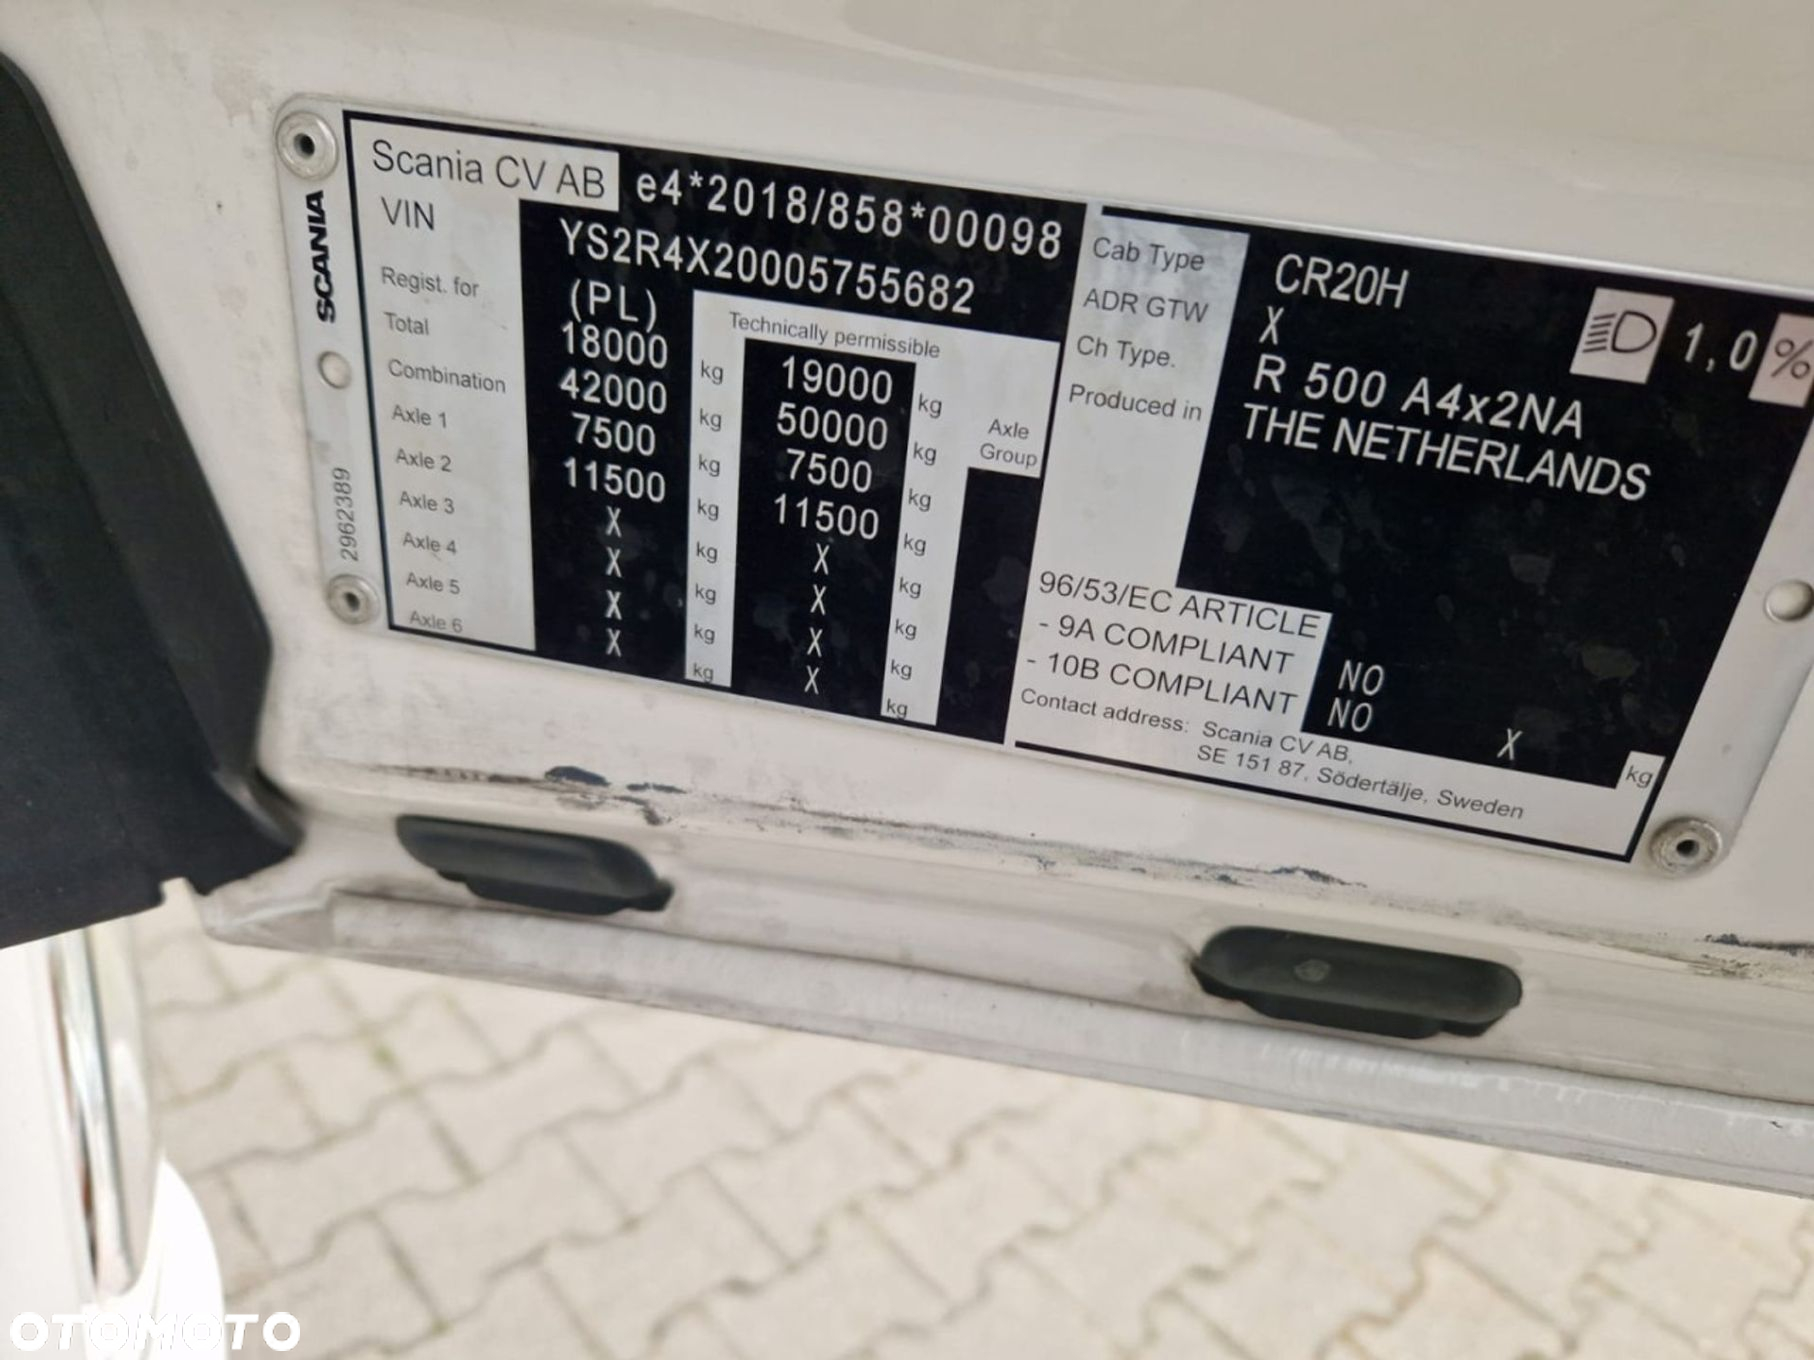 SCANIA
2962389
Scania CV AB e4*2018/858*00098
VIN YS2R4X20005755682
Regist. for (PL)
Technically permissible
Total 18000 kg 19000 kg
Combination 42000 kg 50000 kg
Axle Group
Axle 1 7500 kg 7500 kg
Axle 2 11500 kg 11500 kg
Axle 3 X kg X kg
Axle 4 X kg X kg
Axle 5 X kg X kg
Axle 6 X kg X kg
Cab Type CR20H
ADR GTW X
1,0 %
Ch Type. R 500 A4x2NA
Produced in THE NETHERLANDS
96/53/EC ARTICLE
- 9A COMPLIANT NO
- 10B COMPLIANT NO X kg
Contact address: Scania CV AB,
SE 151 87, Södertälje, Sweden
OTOMOTO